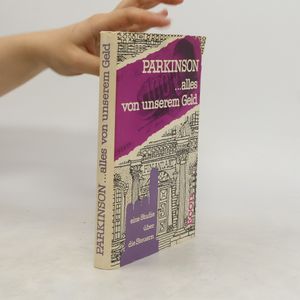 PARKINSON ...alles von unserem Geld
PARKINSON
...alles
von unserem Geld
eine Studie
über
die Steuern